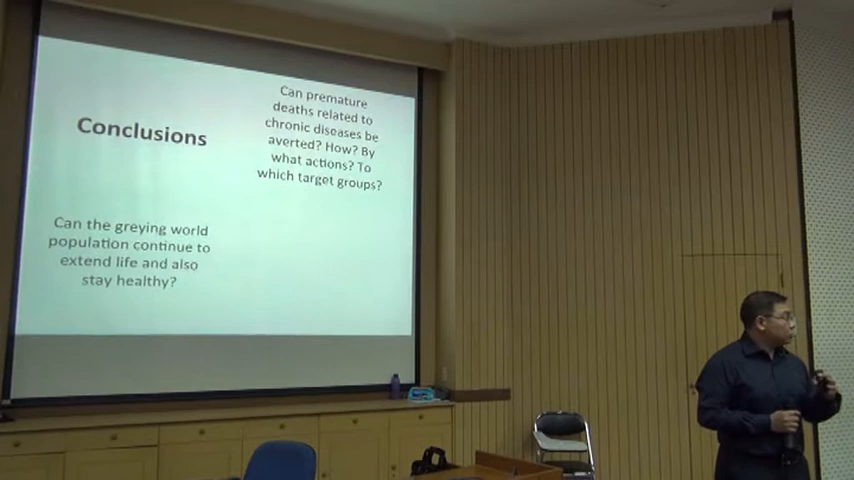 Conclusions
Can premature
deaths related to
chronic diseases be
averted? How? By
what actions? To
which target groups?
Can the greying world
population continue to
extend life and also
stay healthy?